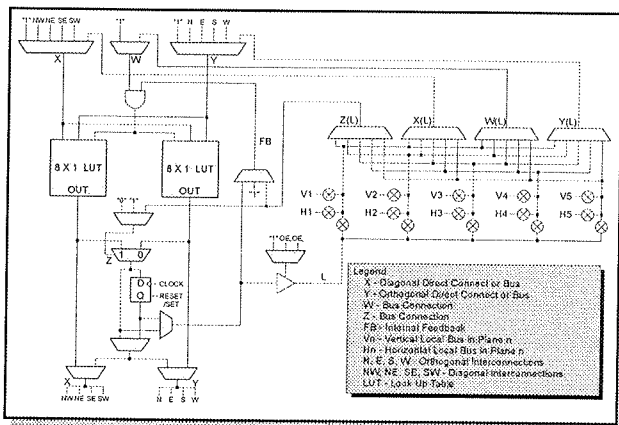 "1" NW NE SE SW
"1"
"1" N E S W
X
W
Y
Z(L)
X(L)
W(L)
Y(L)
FB
8 X 1 LUT
OUT
8 X 1 LUT
OUT
"1"
"0" "1"
V1
V2
V3
V4
V5
H1
H2
H3
H4
H5
Z
1 0
"1" OE OE
L
D
CLOCK
Q
RESET
/SET
X
Y
NW NE SE SW
N E S W
Legend
X - Diagonal Direct Connect or Bus
Y - Orthogonal Direct Connect or Bus
W - Bus Connection
Z - Bus Connection
FB - Internal Feedback
Vn - Vertical Local Bus in Plane n
Hn - Horizontal Local Bus in Plane n
N, E, S, W - Orthogonal Interconnections
NW, NE, SE, SW - Diagonal Interconnections
LUT - Look Up Table